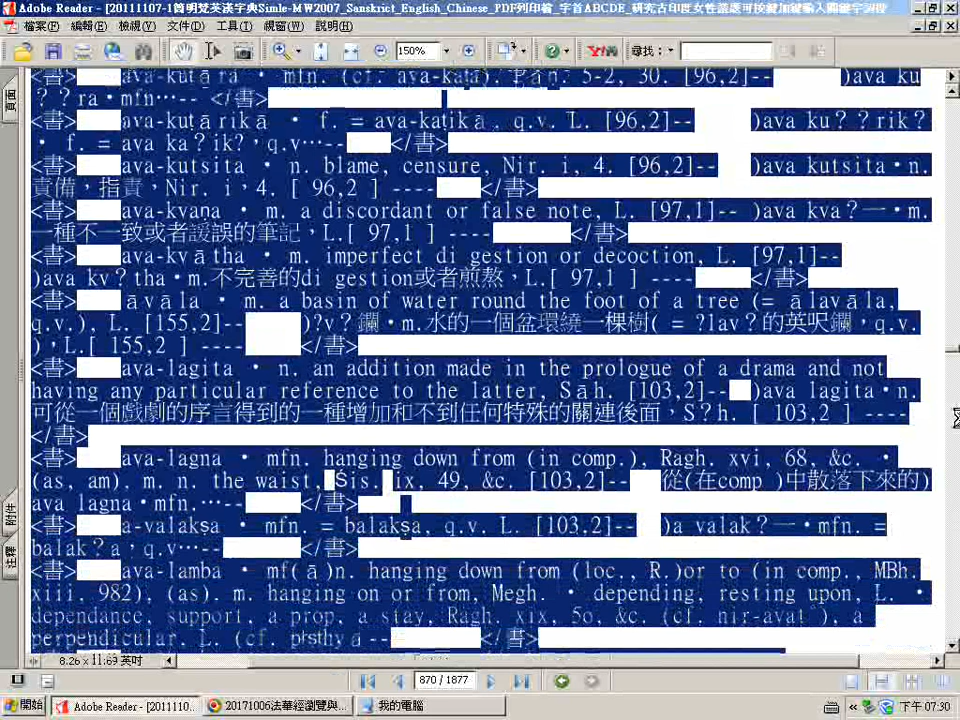 Adobe Reader - [20111107-1簡明梵英漢字典Simle-MW2007_Sanskrict_English_Chinese_PDF列印檔_字首ABCDE_研究古印度女性議題可按滑鼠鍵輸入關鍵字詞搜
檔案(F) 編輯(E) 檢視(V) 文件(D) 工具(T) 視窗(W) 說明(H)
150% 尋找：
頁面
<書> ava-kuṭāra • mfn. (cf. ava-kaṭa), Pāṇ. 5-2, 30. [96,2]-- )ava ku
??ra•mfn…-- </書>
<書> ava-kuṭārikā • f. = ava-kaṭikā, q.v. L. [96,2]-- )ava ku??rik?
• f. = ava ka?ik?，q.v…-- </書>
<書> ava-kutsita • n. blame, censure, Nir. i, 4. [96,2]-- )ava kutsita•n.
責備，指責，Nir. i，4. [ 96,2 ] ---- </書>
<書> ava-kvaṇa • m. a discordant or false note, L. [97,1]-- )ava kva?一•m.
一種不一致或者謬誤的筆記，L.[ 97,1 ] ---- </書>
<書> ava-kvātha • m. imperfect di gestion or decoction, L. [97,1]--
)ava kv?tha•m.不完善的di gestion或者煎熬，L.[ 97,1 ] ---- </書>
<書> āvāla • m. a basin of water round the foot of a tree (= ālavāla,
q.v.), L. [155,2]-- )?v?鑭•m.水的一個盆環繞一棵樹( = ?lav?的英呎鑭，q.v.
)，L.[ 155,2 ] ---- </書>
<書> ava-lagita • n. an addition made in the prologue of a drama and not
having any particular reference to the latter, Sāh. [103,2]-- )ava lagita•n.
可從一個戲劇的序言得到的一種增加和不到任何特殊的關連後面，S?h. [ 103,2 ] ----
</書>
<書> ava-lagna • mfn. hanging down from (in comp.), Ragh. xvi, 68, &c. •
(as, am). m. n. the waist, Śiś. ix, 49, &c. [103,2]-- 從(在comp )中散落下來的)
ava lagna•mfn.…-- </書>
<書> a-valakṣa • mfn. = balakṣa, q.v. L. [103,2]-- )a valak?一•mfn. =
balak?a，q.v…-- </書>
<書> ava-lamba • mf(ā)n. hanging down from (loc., R.)or to (in comp., MBh.
xiii, 982), (as). m. hanging on or from, Megh. • depending, resting upon, L. •
dependance, support, a prop, a stay, Ragh. xix, 5o, &c. (cf. nir-avat ), a
perpendicular. L. (cf.
附件
注釋
8.26 x 11.69 英吋
870 / 1877
開始 Adobe Reader - [2011110... 20171006法華經瀏覽與... 我的電腦 下午 07:30